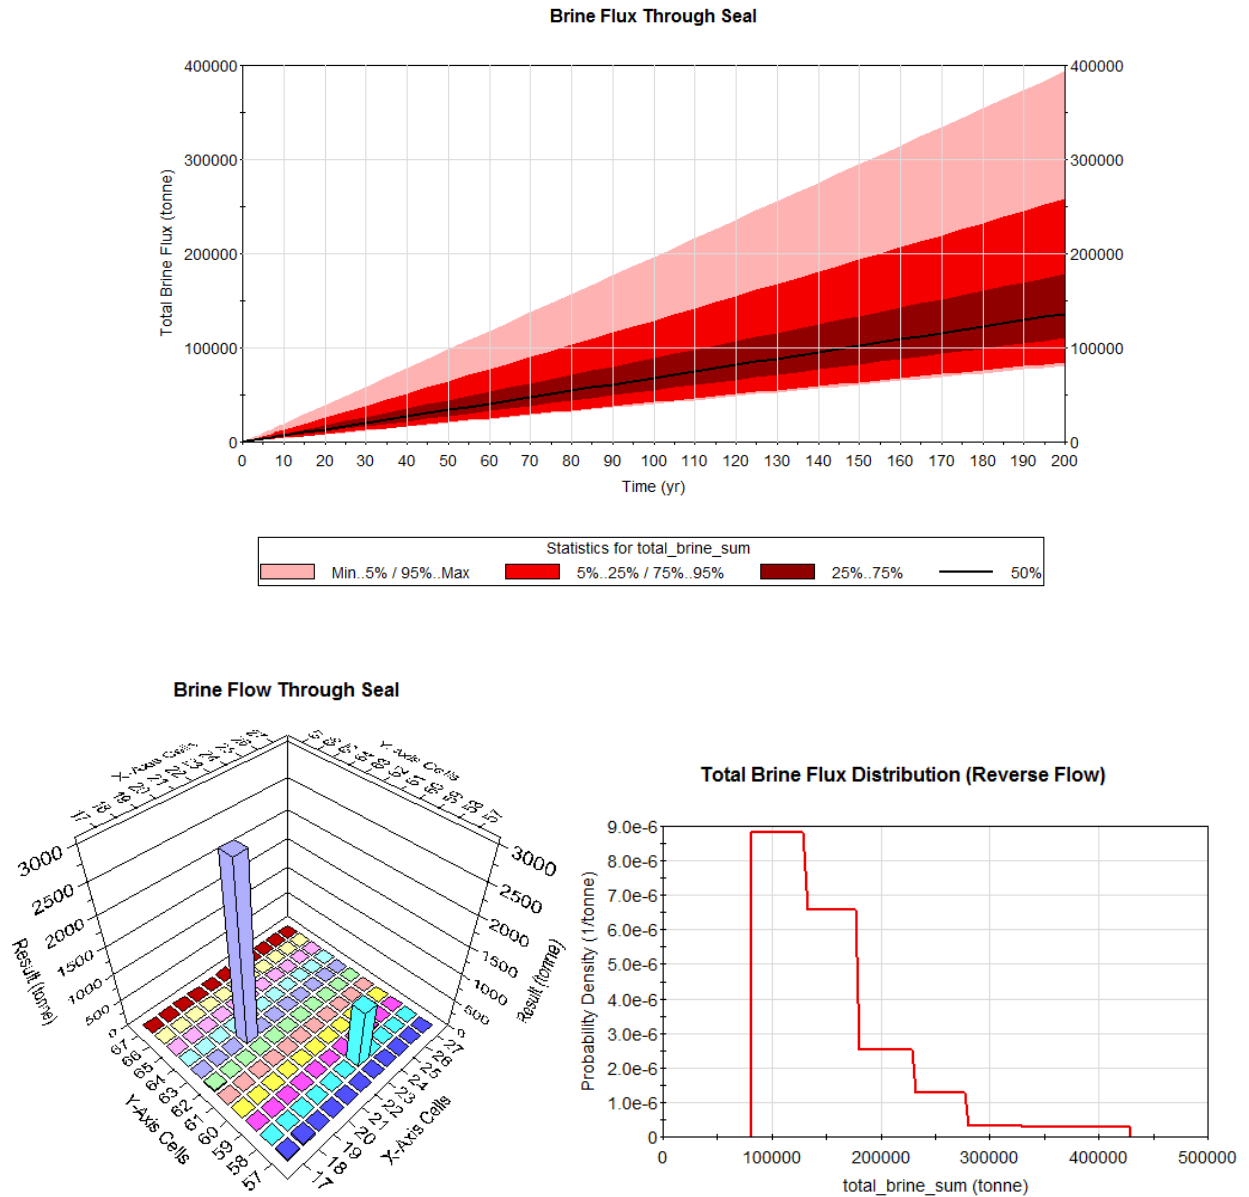 Brine Flux Through Seal
400000
300000
200000
100000
0
Total Brine Flux (tonne)
400000
300000
200000
100000
0
0 10 20 30 40 50 60 70 80 90 100 110 120 130 140 150 160 170 180 190 200
Time (yr)
Statistics for total_brine_sum
Min..5% / 95%..Max 5%..25% / 75%..95% 25%..75% 50%
Brine Flow Through Seal
X-Axis Cells
Y-Axis Cells
3000
2500
2000
1500
1000
500
0
Result (tonne)
3000
2500
2000
1500
1000
500
0
Result (tonne)
67 66 65 64 63 62 61 60 59 58 57
Y-Axis Cells
17 18 19 20 21 22 23 24 25 26 27
X-Axis Cells
Total Brine Flux Distribution (Reverse Flow)
9.0e-6
8.0e-6
7.0e-6
6.0e-6
5.0e-6
4.0e-6
3.0e-6
2.0e-6
1.0e-6
0
Probability Density (1/tonne)
0 100000 200000 300000 400000 500000
total_brine_sum (tonne)